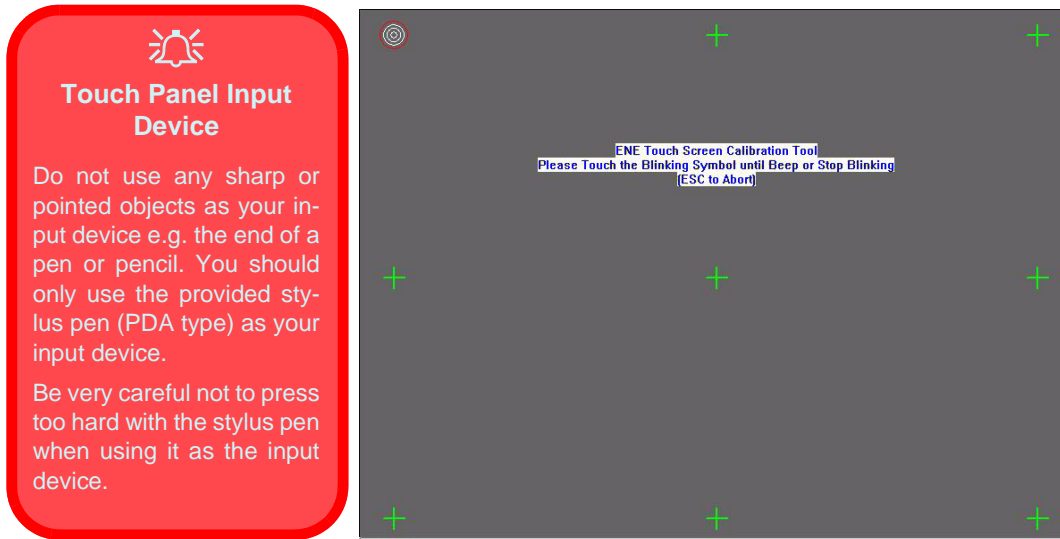 Touch Panel Input
Device
Do not use any sharp or
pointed objects as your in-
put device e.g. the end of a
pen or pencil. You should
only use the provided sty-
lus pen (PDA type) as your
input device.
Be very careful not to press
too hard with the stylus pen
when using it as the input
device.
ENE Touch Screen Calibration Tool
Please Touch the Blinking Symbol until Beep or Stop Blinking
(ESC to Abort)